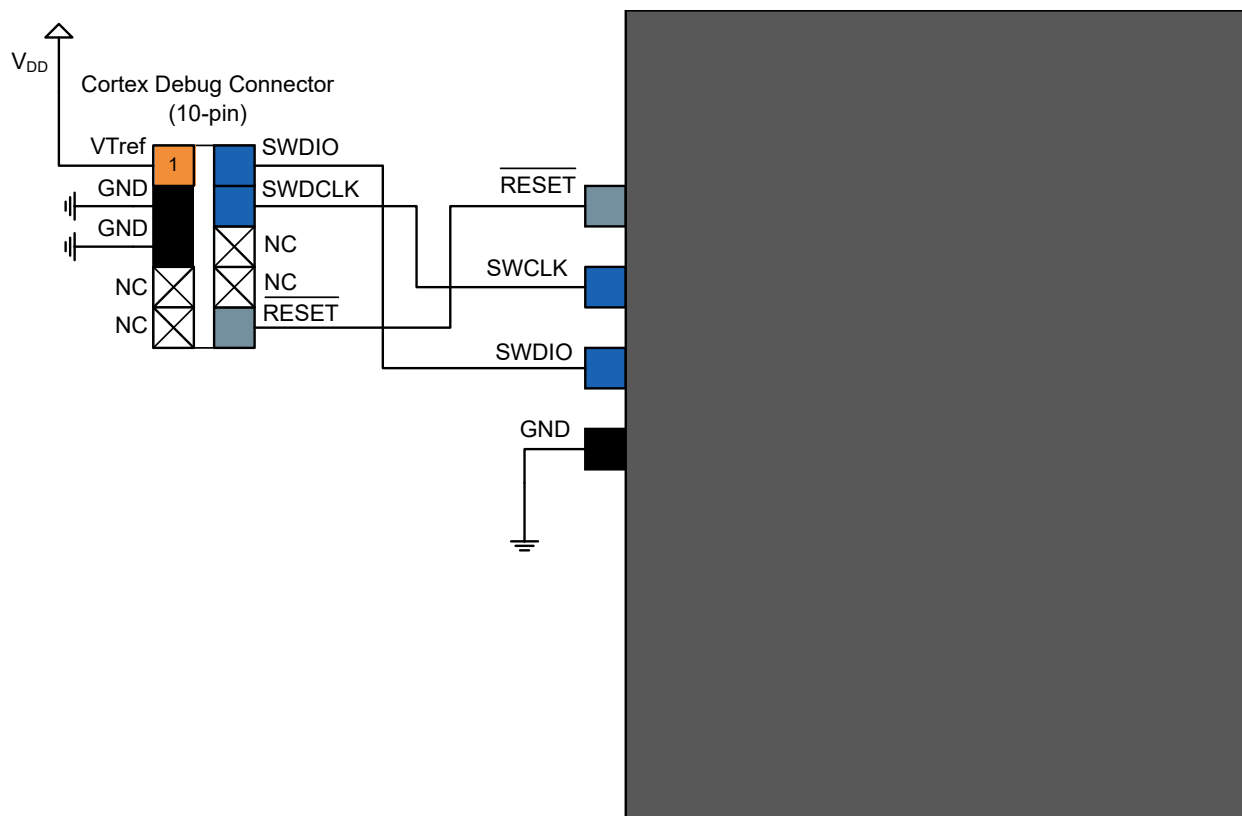 V_DD
Cortex Debug Connector
(10-pin)
VTref
1
SWDIO
GND
SWDCLK
GND
NC
NC
NC
NC
RESET
RESET
SWCLK
SWDIO
GND